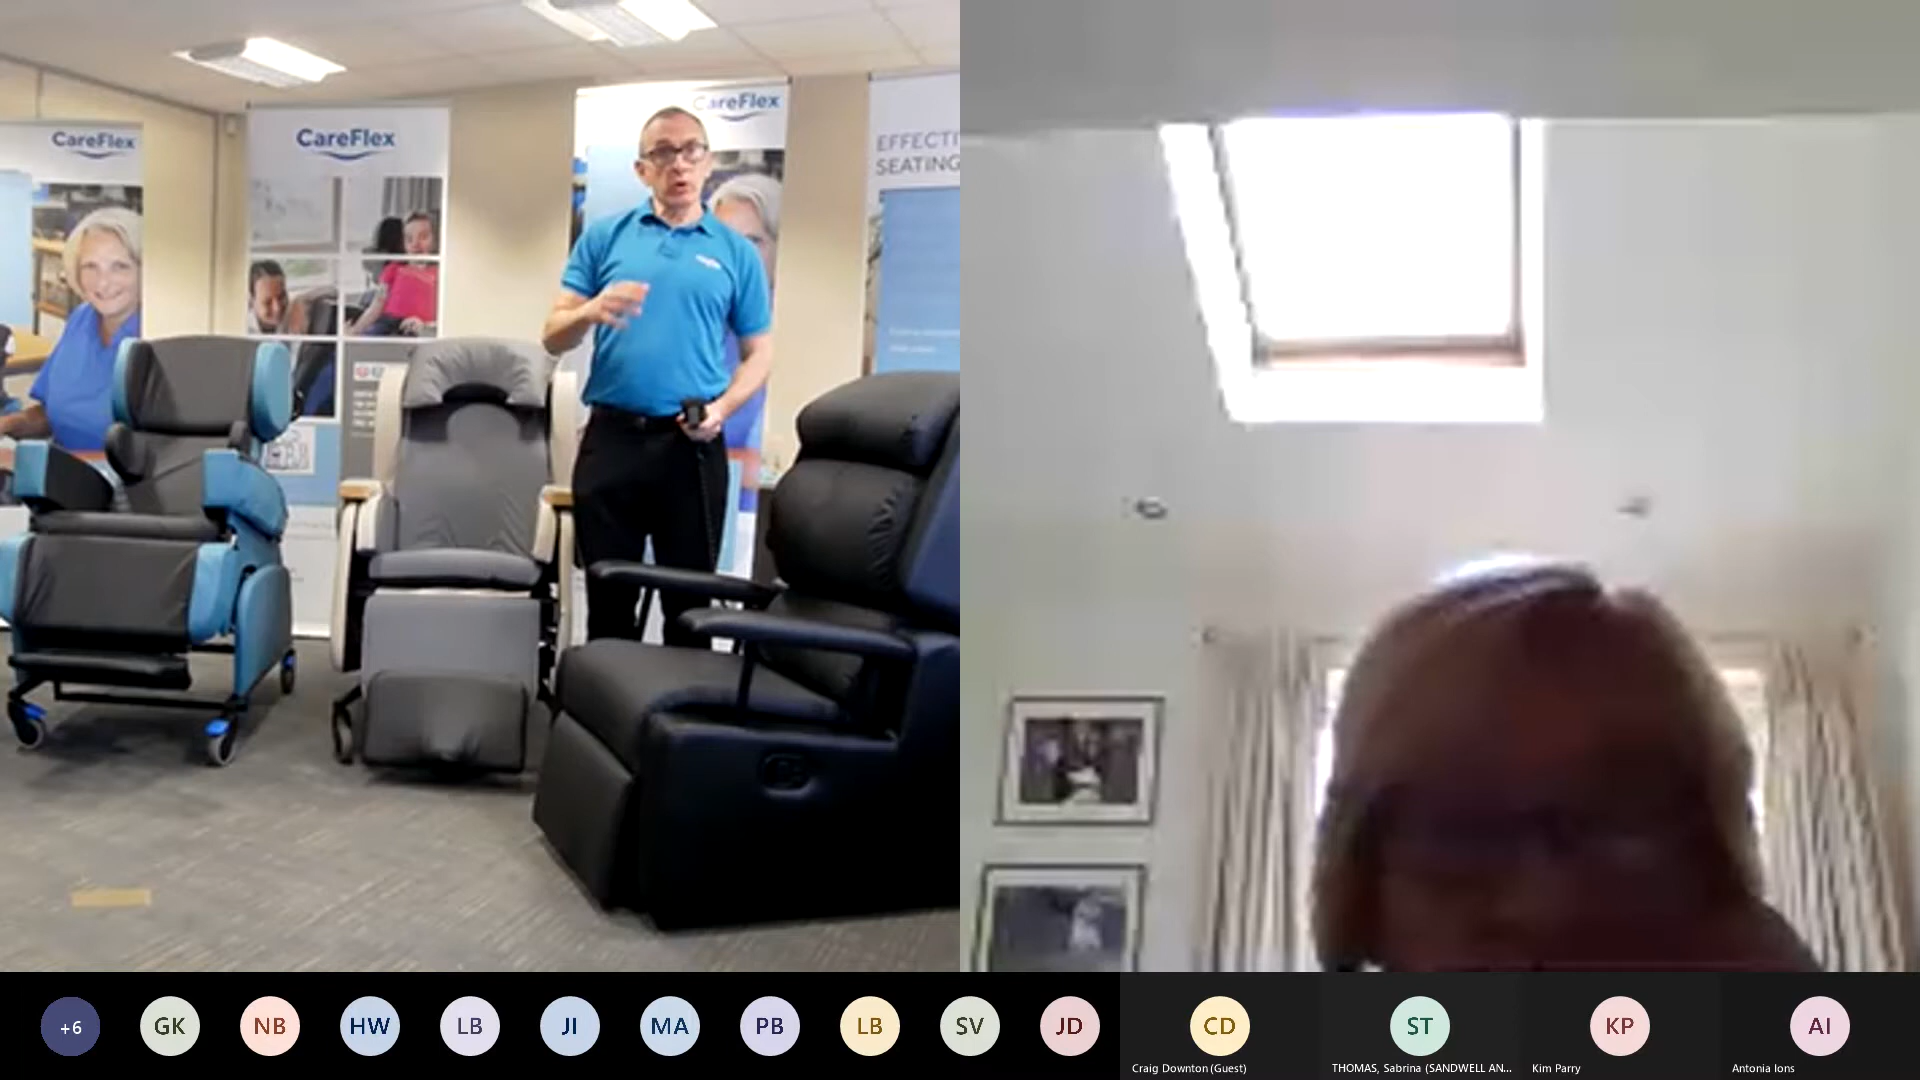 CareFlex
CareFlex
CareFlex
EFFECTI
SEATING
+6
GK
NB
HW
LB
JI
MA
PB
LB
SV
JD
CD
ST
KP
AI
Craig Downton (Guest)
THOMAS, Sabrina (SANDWELL AN...
Kim Parry
Antonia Ions